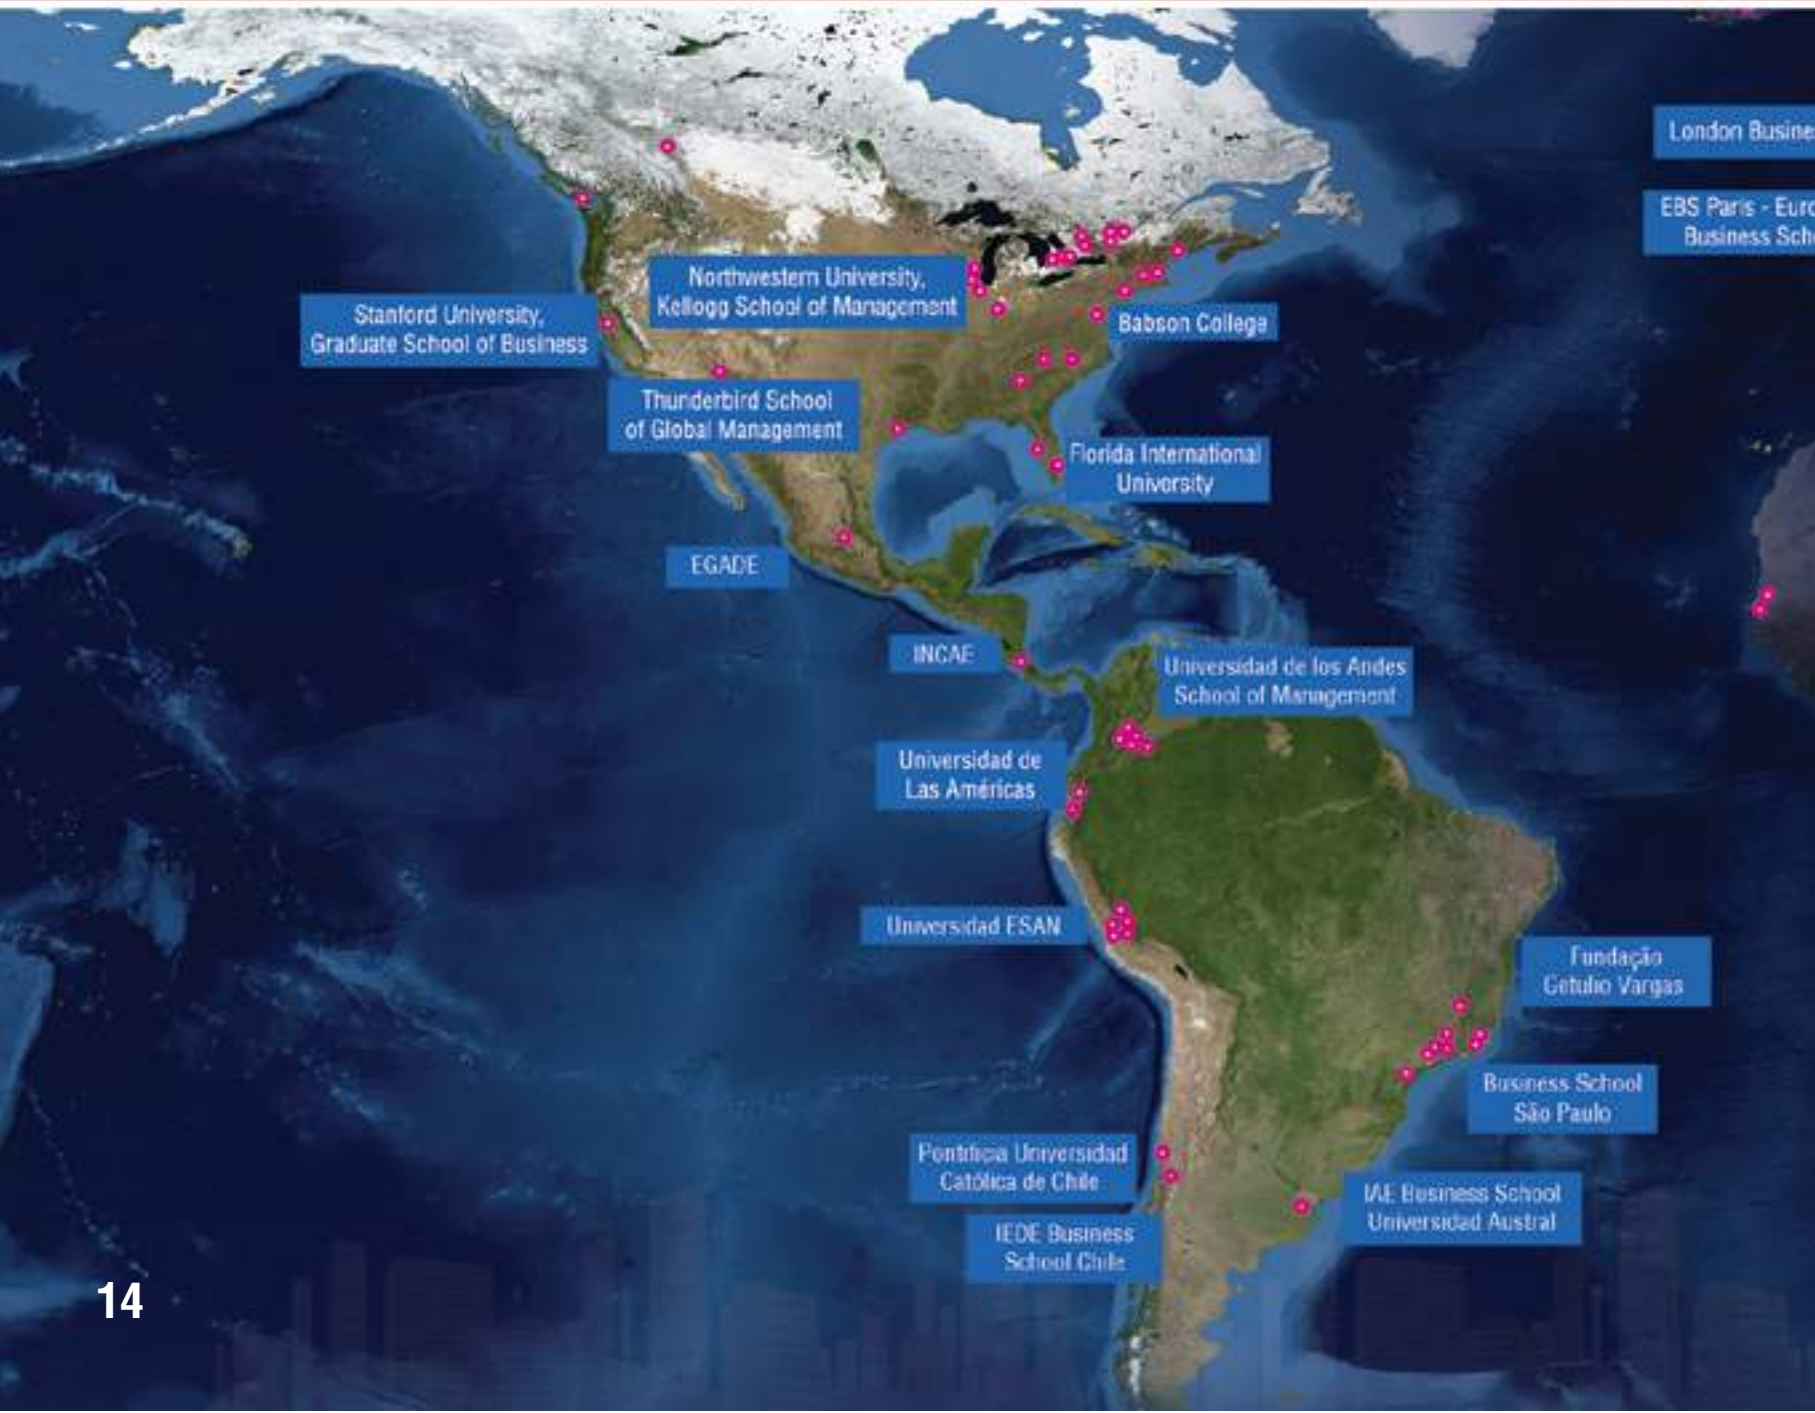 London Busine
EBS Paris - Euro
Business Sch
Northwestern University,
Kellogg School of Management
Stanford University,
Graduate School of Business
Babson College
Thunderbird School
of Global Management
Florida International
University
EGADE
INCAE
Universidad de los Andes
School of Management
Universidad de
Las Américas
Universidad ESAN
Fundação
Getulio Vargas
Business School
São Paulo
Pontificia Universidad
Católica de Chile
IAE Business School
Universidad Austral
IEDE Business
School Chile
14